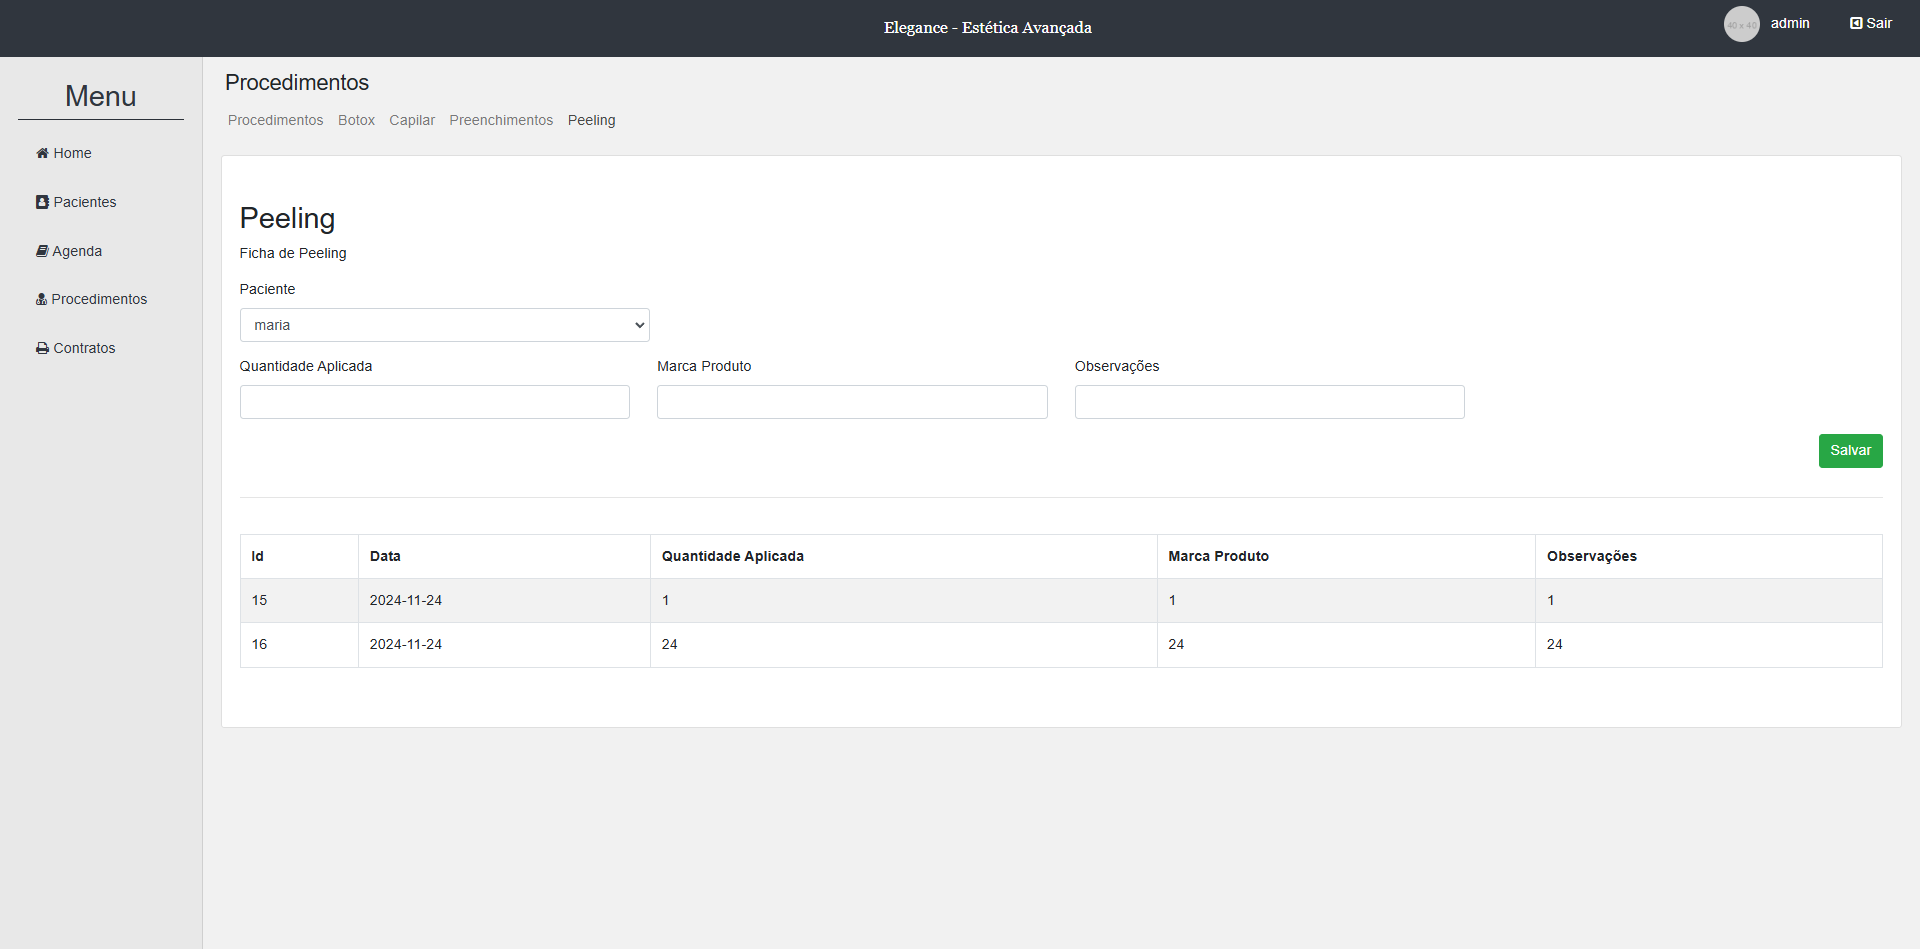 Elegance - Estética Avançada
40 x 40
admin
Sair
Menu
Home
Pacientes
Agenda
Procedimentos
Contratos
Procedimentos
Procedimentos Botox Capilar Preenchimentos Peeling
Peeling
Ficha de Peeling
Paciente
maria
Quantidade Aplicada Marca Produto Observações
Salvar
Id Data Quantidade Aplicada Marca Produto Observações
15 2024-11-24 1 1 1
16 2024-11-24 24 24 24